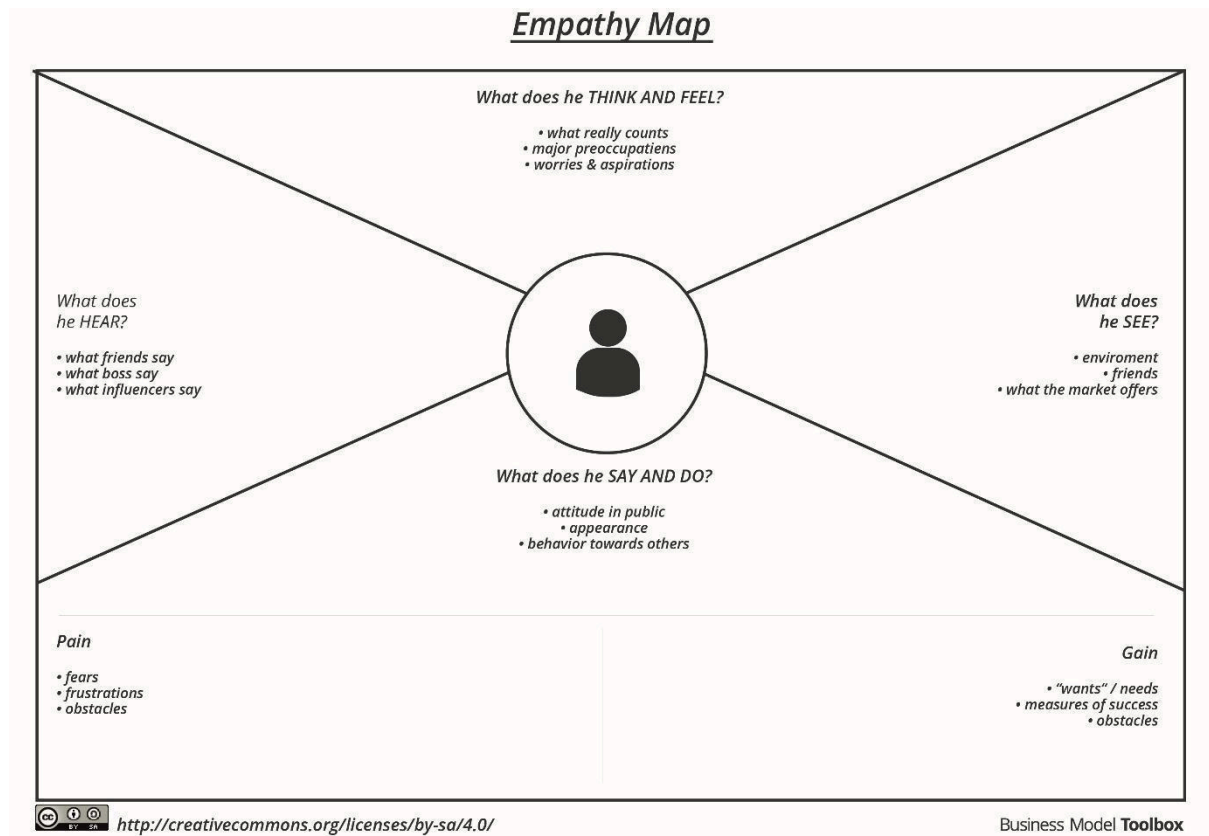 Empathy Map
What does he THINK AND FEEL?
• what really counts
• major preoccupatiens
• worries & aspirations
What does
he HEAR?
• what friends say
• what boss say
• what influencers say
What does
he SEE?
• enviroment
• friends
• what the market offers
What does he SAY AND DO?
• attitude in public
• appearance
• behavior towards others
Pain
• fears
• frustrations
• obstacles
Gain
• “wants“ / needs
• measures of success
• obstacles
cc BY SA
http://creativecommons.org/licenses/by-sa/4.0/
Business Model Toolbox